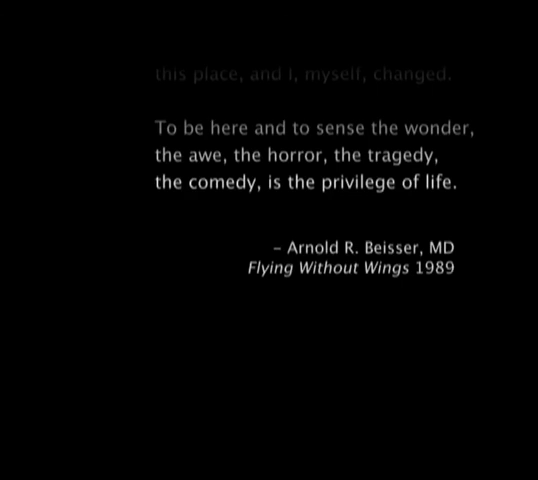 this place, and I, myself, changed.
To be here and to sense the wonder,
the awe, the horror, the tragedy,
the comedy, is the privilege of life.
– Arnold R. Beisser, MD
Flying Without Wings 1989